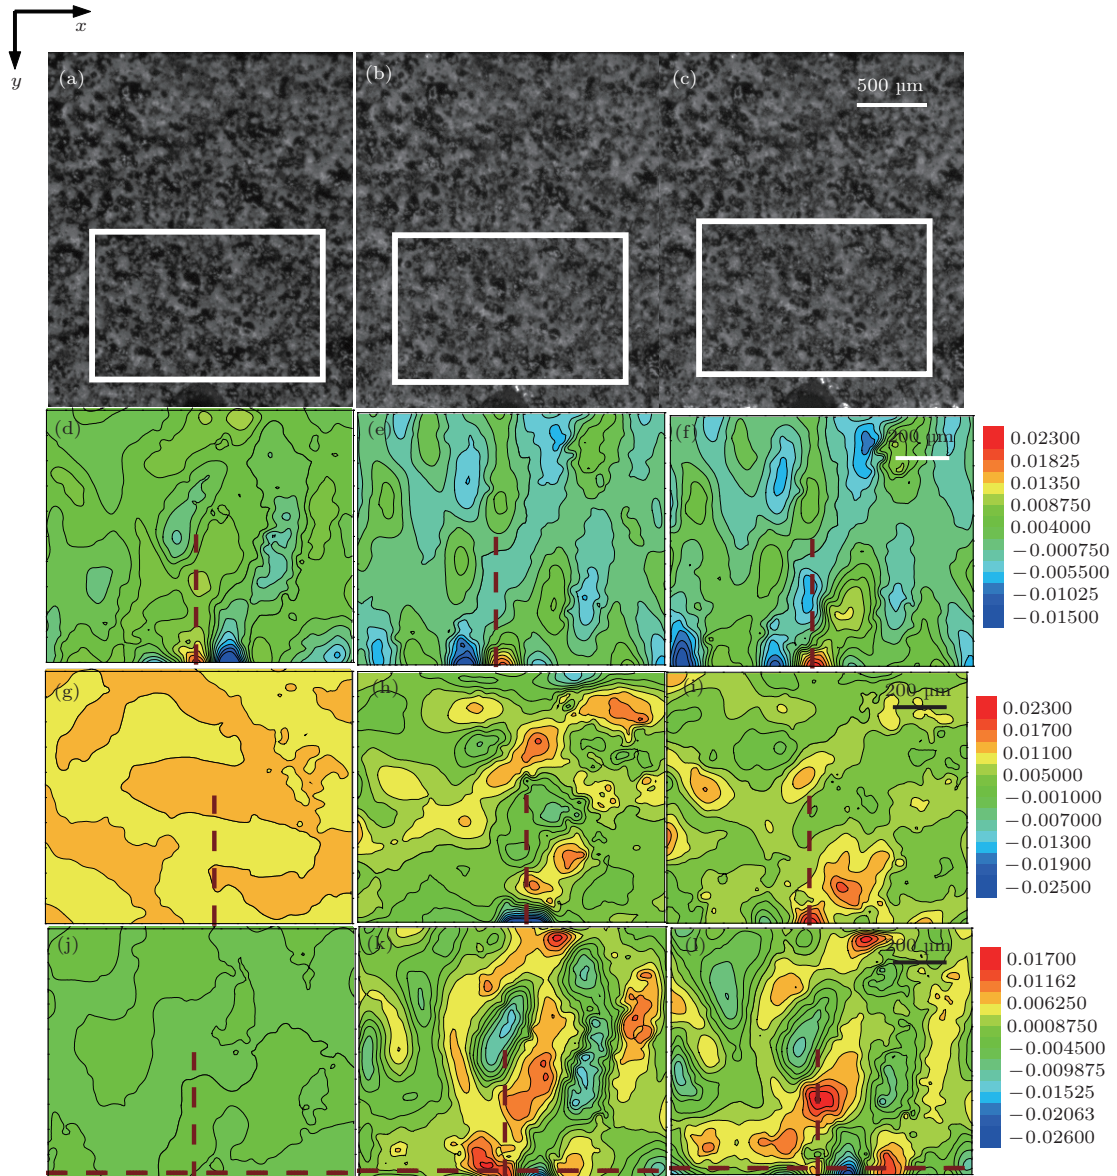 x
y
(a)
(b)
(c)
500 µm
(d)
(e)
(f)
200 µm
0.02300
0.01825
0.01350
0.008750
0.004000
−0.000750
−0.005500
−0.01025
−0.01500
(g)
(h)
(i)
200 µm
0.02300
0.01700
0.01100
0.005000
−0.001000
−0.007000
−0.01300
−0.01900
−0.02500
(j)
(k)
(l)
200 µm
0.01700
0.01162
0.006250
0.0008750
−0.004500
−0.009875
−0.01525
−0.02063
−0.02600